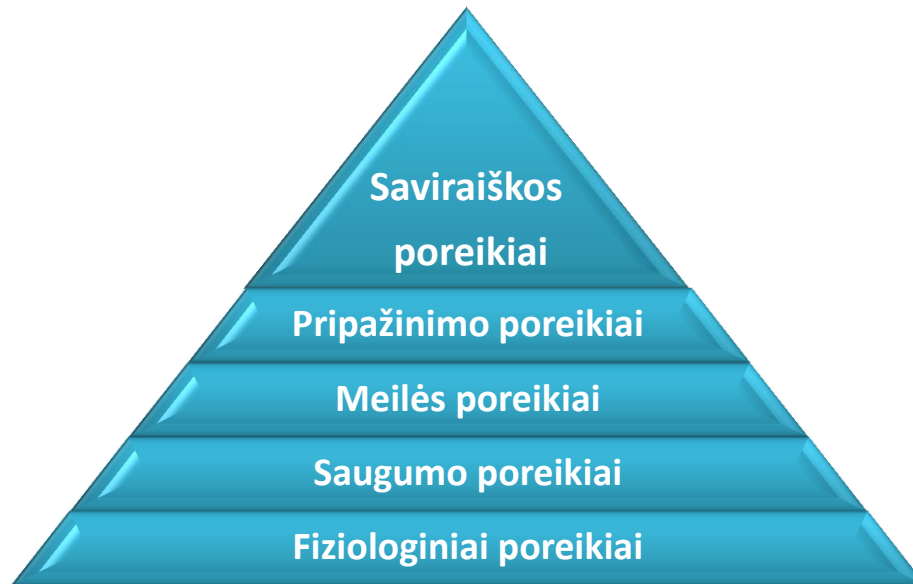 Saviraiškos
poreikiai
Pripažinimo poreikiai
Meilės poreikiai
Saugumo poreikiai
Fiziologiniai poreikiai